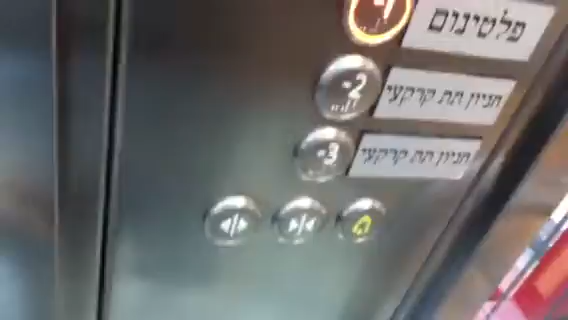 -1 פלטינום
-2 חניון תת קרקעי
-3 חניון תת קרקעי